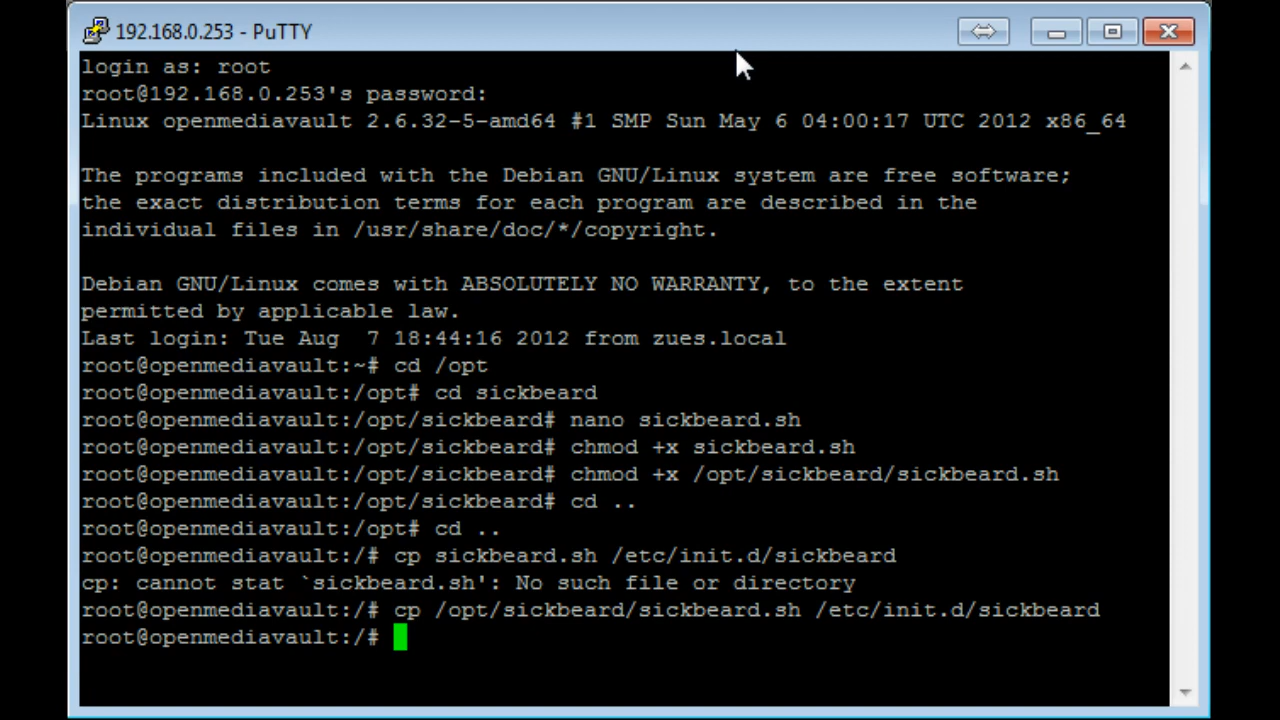 192.168.0.253 - PuTTY
login as: root
root@192.168.0.253's password:
Linux openmediavault 2.6.32-5-amd64 #1 SMP Sun May 6 04:00:17 UTC 2012 x86_64
The programs included with the Debian GNU/Linux system are free software;
the exact distribution terms for each program are described in the
individual files in /usr/share/doc/*/copyright.
Debian GNU/Linux comes with ABSOLUTELY NO WARRANTY, to the extent
permitted by applicable law.
Last login: Tue Aug  7 18:44:16 2012 from zues.local
root@openmediavault:~# cd /opt
root@openmediavault:/opt# cd sickbeard
root@openmediavault:/opt/sickbeard# nano sickbeard.sh
root@openmediavault:/opt/sickbeard# chmod +x sickbeard.sh
root@openmediavault:/opt/sickbeard# chmod +x /opt/sickbeard/sickbeard.sh
root@openmediavault:/opt/sickbeard# cd ..
root@openmediavault:/opt# cd ..
root@openmediavault:/# cp sickbeard.sh /etc/init.d/sickbeard
cp: cannot stat `sickbeard.sh': No such file or directory
root@openmediavault:/# cp /opt/sickbeard/sickbeard.sh /etc/init.d/sickbeard
root@openmediavault:/#